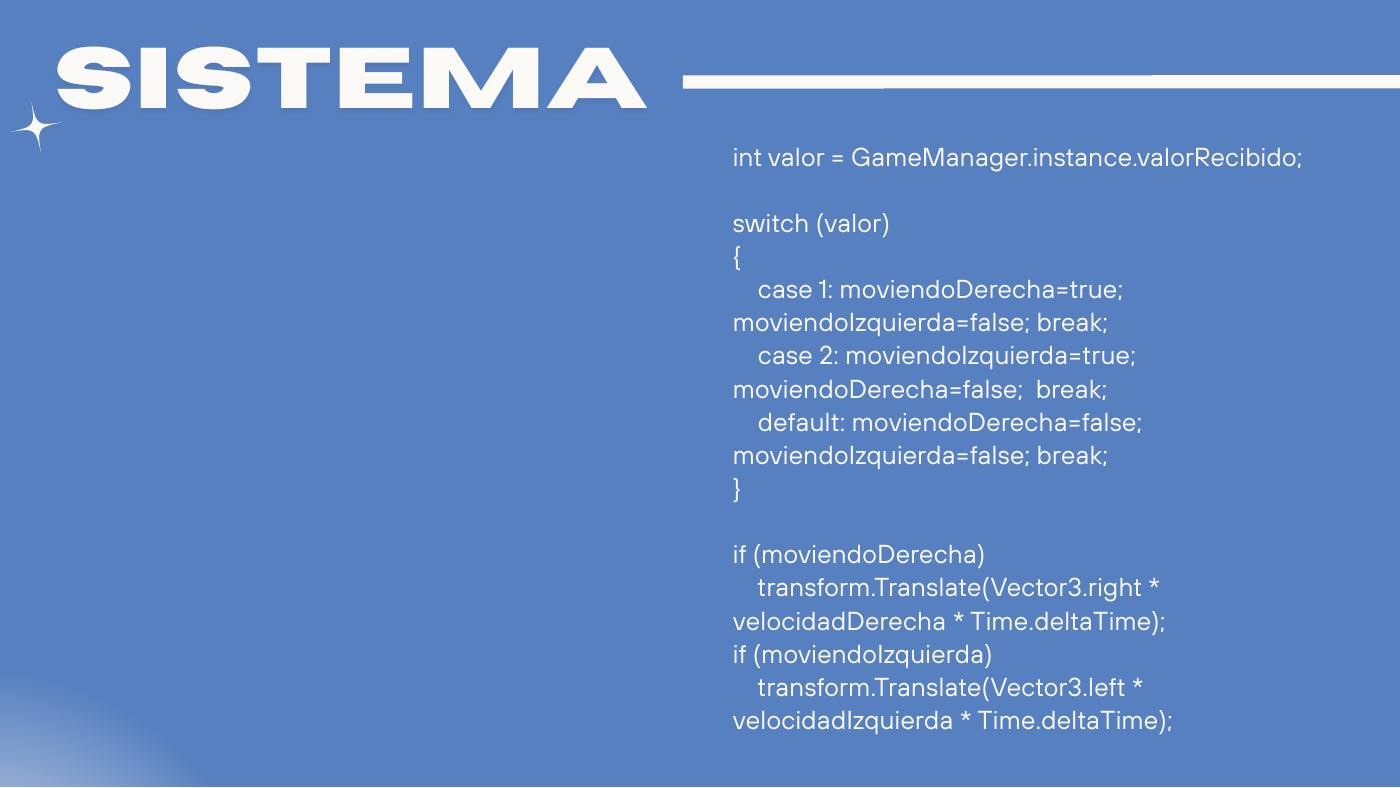 SISTEMA
int valor = GameManager.instance.valorRecibido;
switch (valor)
{
case 1: moviendoDerecha=true;
moviendoIzquierda=false; break;
case 2: moviendoIzquierda=true;
moviendoDerecha=false;  break;
default: moviendoDerecha=false;
moviendoIzquierda=false; break;
}
if (moviendoDerecha)
transform.Translate(Vector3.right *
velocidadDerecha * Time.deltaTime);
if (moviendoIzquierda)
transform.Translate(Vector3.left *
velocidadIzquierda * Time.deltaTime);